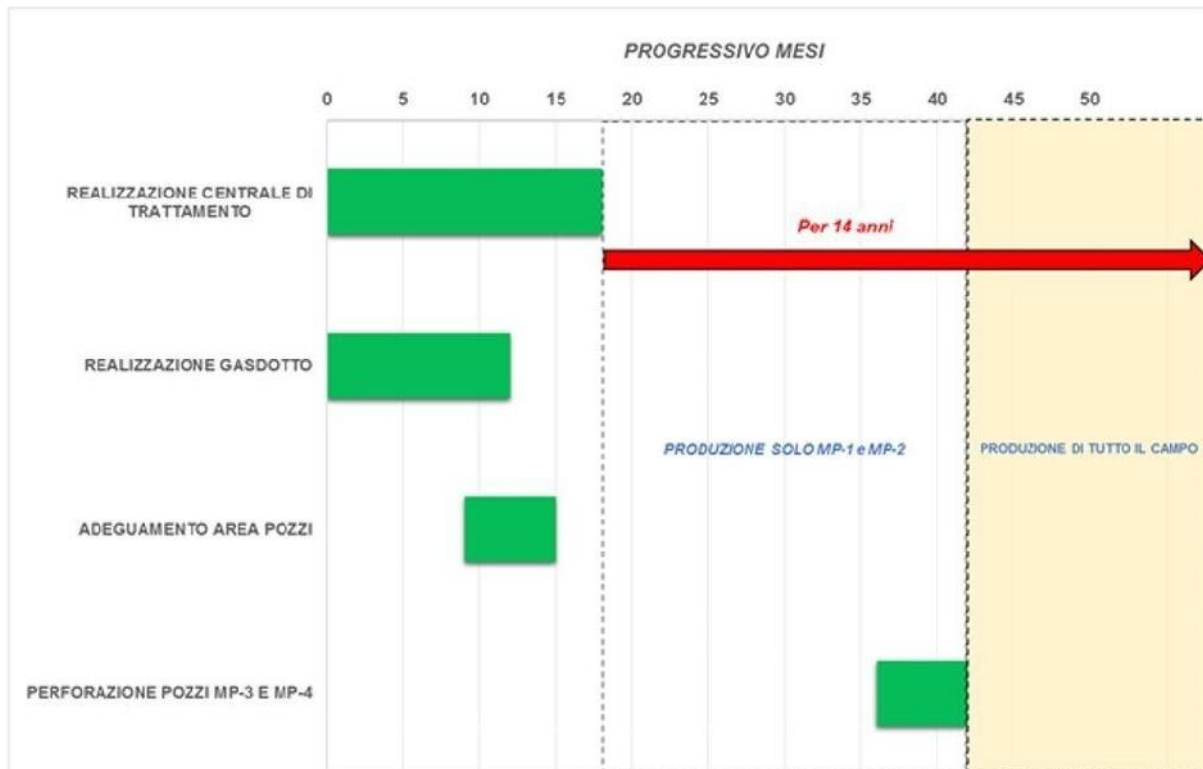 PROGRESSIVO MESI
0 5 10 15 20 25 30 35 40 45 50
REALIZZAZIONE CENTRALE DI
TRATTAMENTO
Per 14 anni
REALIZZAZIONE GASDOTTO
PRODUZIONE SOLO MP-1 e MP-2
PRODUZIONE DI TUTTO IL CAMPO
ADEGUAMENTO AREA POZZI
PERFORAZIONE POZZI MP-3 E MP-4